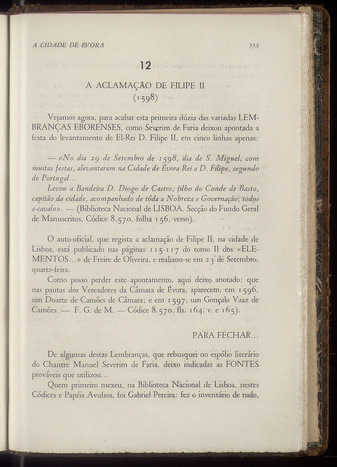 A CIDADE DE ÉVORA 553
12
A ACLAMAÇÃO DE FILIPE II
(1598)
Vejamos agora, para acabar esta primeira dúzia das variadas LEM-
BRANÇAS EBORENSES, como Severim de Faria deixou apontada a
festa do levantamento de El-Rei D. Filipe II, em cinco linhas apenas:
— «No dia 29 de Setembro de 1598, dia de S. Miguel, com
muitas festas, alevantaram na Cidade de Évora Rei a D. Filipe, segundo
de Portugal...
Levou a Bandeira D. Diogo de Castro, filho do Conde de Basto,
capitão da cidade, acompanhado de tôda a Nobreza e Governação; todos
a-cavalo». — (Biblioteca Nacional de LISBOA. Secção do Fundo Geral
de Manuscritos. Códice 8.570, folha 156, verso).
O auto-oficial, que regista a aclamação de Filipe II, na cidade de
Lisboa, está publicado nas páginas 115-117 do tomo II dos «ELE-
MENTOS...» de Freire de Oliveira, e realizou-se em 23 de Setembro,
quarta-feira.
Como posso perder este apontamento, aqui deixo anotado: que
nas pautas dos Vereadores da Câmara de Évora, aparecem, em 1596,
um Duarte de Camões de Câmara; e em 1597, um Gonçalo Vaaz de
Camões. — F. G. de M. — Códice 8.570, fls. 164, v. e 165).
PARA FECHAR...
De algumas destas Lembranças, que rebusquei no espólio literário
do Chantre Manuel Severim de Faria, deixo indicadas as FONTES
prováveis que utilizou...
Quem primeiro mexeu, na Biblioteca Nacional de Lisboa, nestes
Códices e Papéis Avulsos, foi Gabriel Pereira: fez o inventário de tudo,